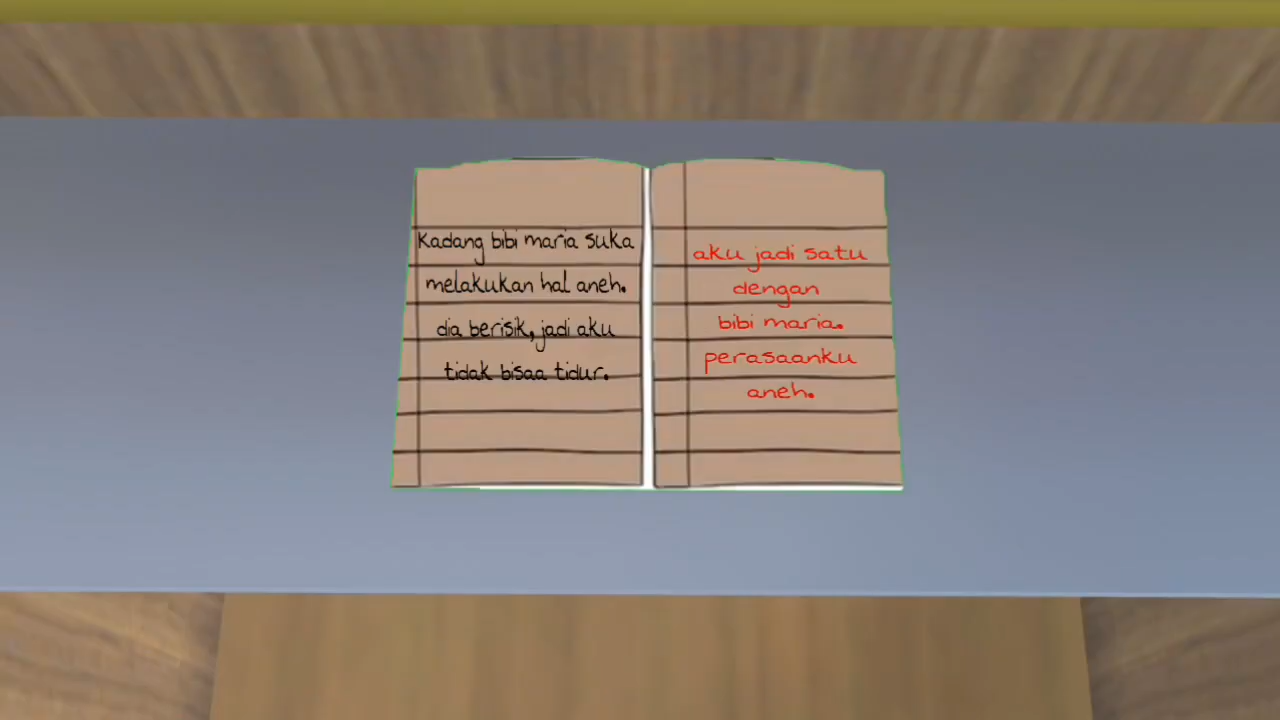 Kadang bibi maria suka
melakukan hal aneh.
dia berisik, jadi aku
tidak bisaa tidur.
aku jadi satu
dengan
bibi maria.
perasaanku
aneh.